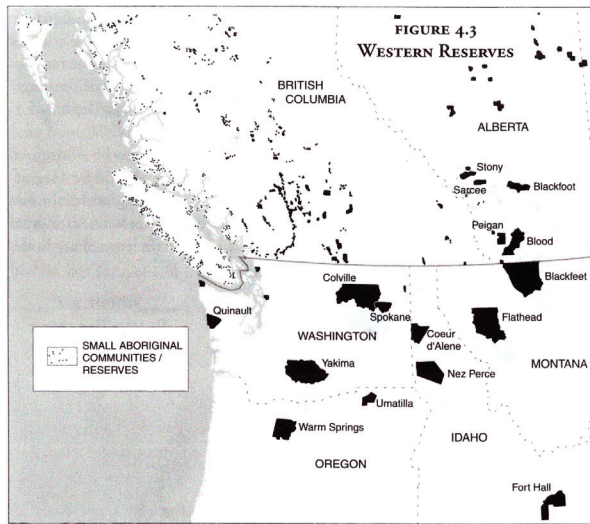 FIGURE 4.3
WESTERN RESERVES
BRITISH
COLUMBIA
ALBERTA
Stony
Sarcee
Blackfoot
Peigan
Blood
Blackfeet
Colville
Quinault
Spokane
Flathead
SMALL ABORIGINAL
COMMUNITIES /
RESERVES
WASHINGTON
Coeur
d'Alene
MONTANA
Yakima
Nez Perce
Umatilla
Warm Springs
IDAHO
OREGON
Fort Hall